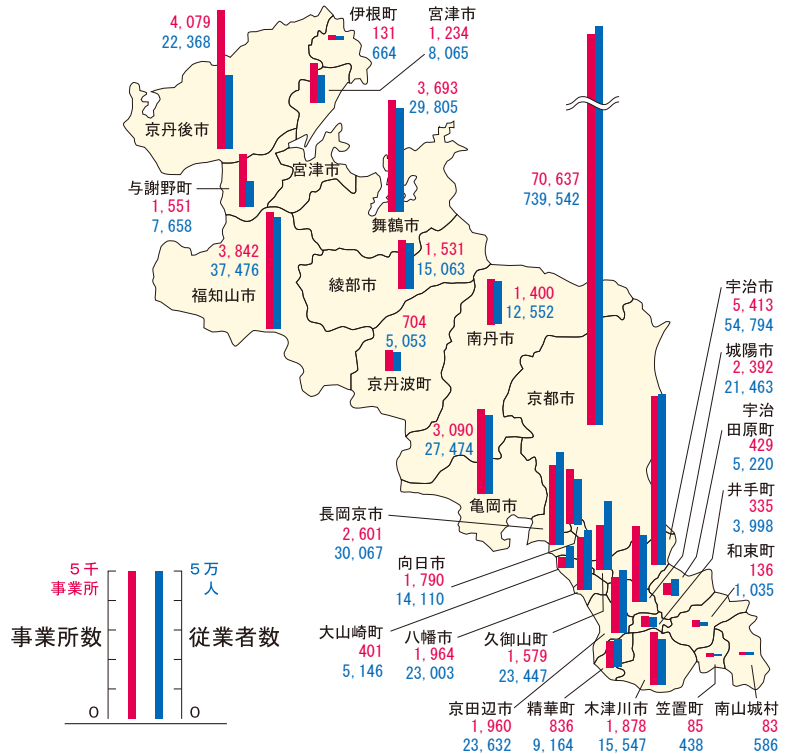 4,079
22,368
京丹後市
伊根町
131
664
宮津市
1,234
8,065
3,693
29,805
宮津市
舞鶴市
与謝野町
1,551
7,658
3,842
37,476
福知山市
1,531
15,063
綾部市
70,637
739,542
704
5,053
京丹波町
1,400
12,552
南丹市
京都市
3,090
27,474
亀岡市
宇治市
5,413
54,794
城陽市
2,392
21,463
宇治
田原町
429
5,220
井手町
335
3,998
和束町
136
1,035
長岡京市
2,601
30,067
向日市
1,790
14,110
大山崎町
401
5,146
八幡市
1,964
23,003
久御山町
1,579
23,447
京田辺市
1,960
23,632
精華町
836
9,164
木津川市
1,878
15,547
笠置町
85
438
南山城村
83
586
5千
事業所
5万
人
事業所数
従業者数
0
0